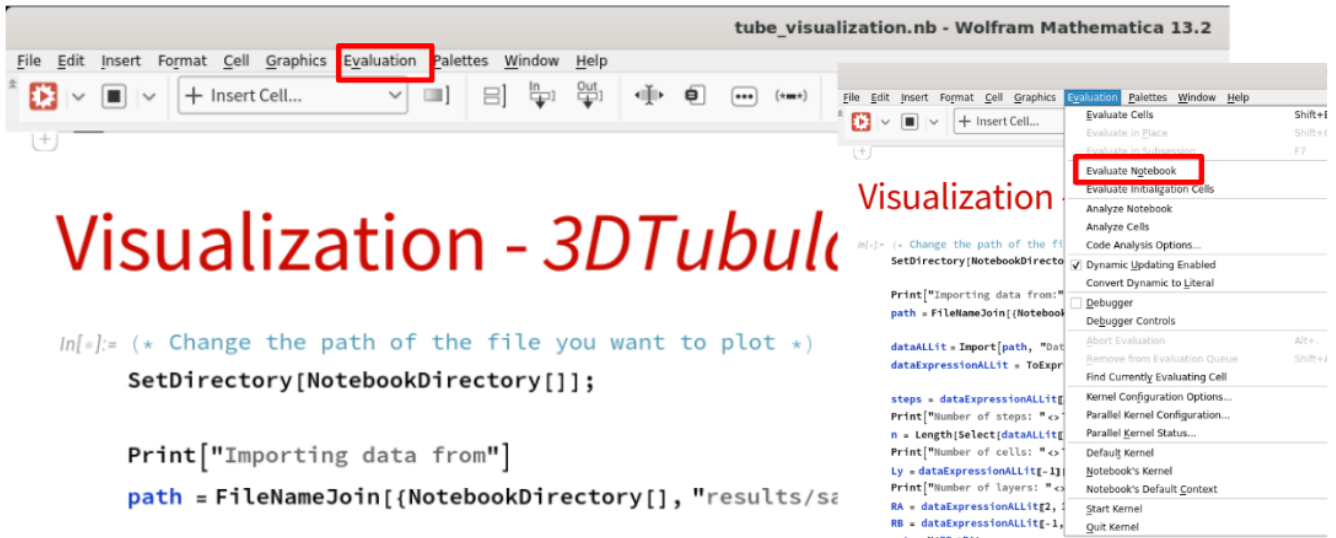 tube_visualization.nb - Wolfram Mathematica 13.2
File Edit Insert Format Cell Graphics Evaluation Palettes Window Help
+ Insert Cell...
In
Out
Visualization - 3DTubul
In[∘]:= (* Change the path of the file you want to plot *)
SetDirectory[NotebookDirectory[]];
Print["Importing data from"]
path = FileNameJoin[{NotebookDirectory[], "results/sa
File Edit Insert Format Cell Graphics Evaluation Palettes Window Help
+ Insert Cell...
Visualization
In[∘]:= (* Change the path of the fi
SetDirectory[NotebookDirecto
Print["Importing data from:"
path = FileNameJoin[{Notebook
dataALLit = Import[path, "Dat
dataExpressionALLit = ToExpr
steps = dataExpressionALLit[[
Print["Number of steps: "<>
n = Length[Select[dataALLit[[
Print["Number of cells: "<>
Ly = dataExpressionALLit[[-1]]
Print["Number of layers: "<>
RA = dataExpressionALLit[[2,
RB = dataExpressionALLit[[-1,
Evaluate Cells Shift+E
Evaluate in Place Shift+
Evaluate in Subsession F7
Evaluate Notebook
Evaluate Initialization Cells
Analyze Notebook
Analyze Cells
Code Analysis Options...
Dynamic Updating Enabled
Convert Dynamic to Literal
Debugger
Debugger Controls
Abort Evaluation Alt+.
Remove from Evaluation Queue Shift+
Find Currently Evaluating Cell
Kernel Configuration Options...
Parallel Kernel Configuration...
Parallel Kernel Status...
Default Kernel
Notebook's Kernel
Notebook's Default Context
Start Kernel
Quit Kernel